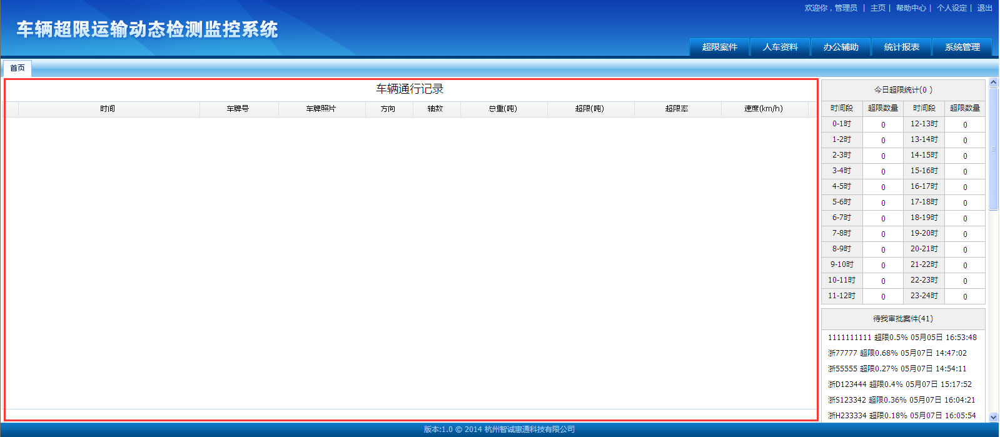 欢迎你，管理员 | 主页 | 帮助中心 | 个人设定 | 退出
车辆超限运输动态检测监控系统
超限案件 人车资料 办公辅助 统计报表 系统管理
首页
车辆通行记录
时间 车牌号 车牌照片 方向 轴数 总重(吨) 超限(吨) 超限率 速度(km/h)
今日超限统计(0 )
时间段 超限数量 时间段 超限数量
0-1时 0 12-13时 0
1-2时 0 13-14时 0
2-3时 0 14-15时 0
3-4时 0 15-16时 0
4-5时 0 16-17时 0
5-6时 0 17-18时 0
6-7时 0 18-19时 0
7-8时 0 19-20时 0
8-9时 0 20-21时 0
9-10时 0 21-22时 0
10-11时 0 22-23时 0
11-12时 0 23-24时 0
待我审批案件(41)
1111111111 超限0.5% 05月05日 16:53:48
浙77777 超限0.68% 05月07日 14:47:02
浙55555 超限0.27% 05月07日 14:54:11
浙D123444 超限0.4% 05月07日 15:17:52
浙S123342 超限0.36% 05月07日 16:04:21
浙H233334 超限0.18% 05月07日 16:05:54
版本:1.0 © 2014 杭州智诚惠通科技有限公司